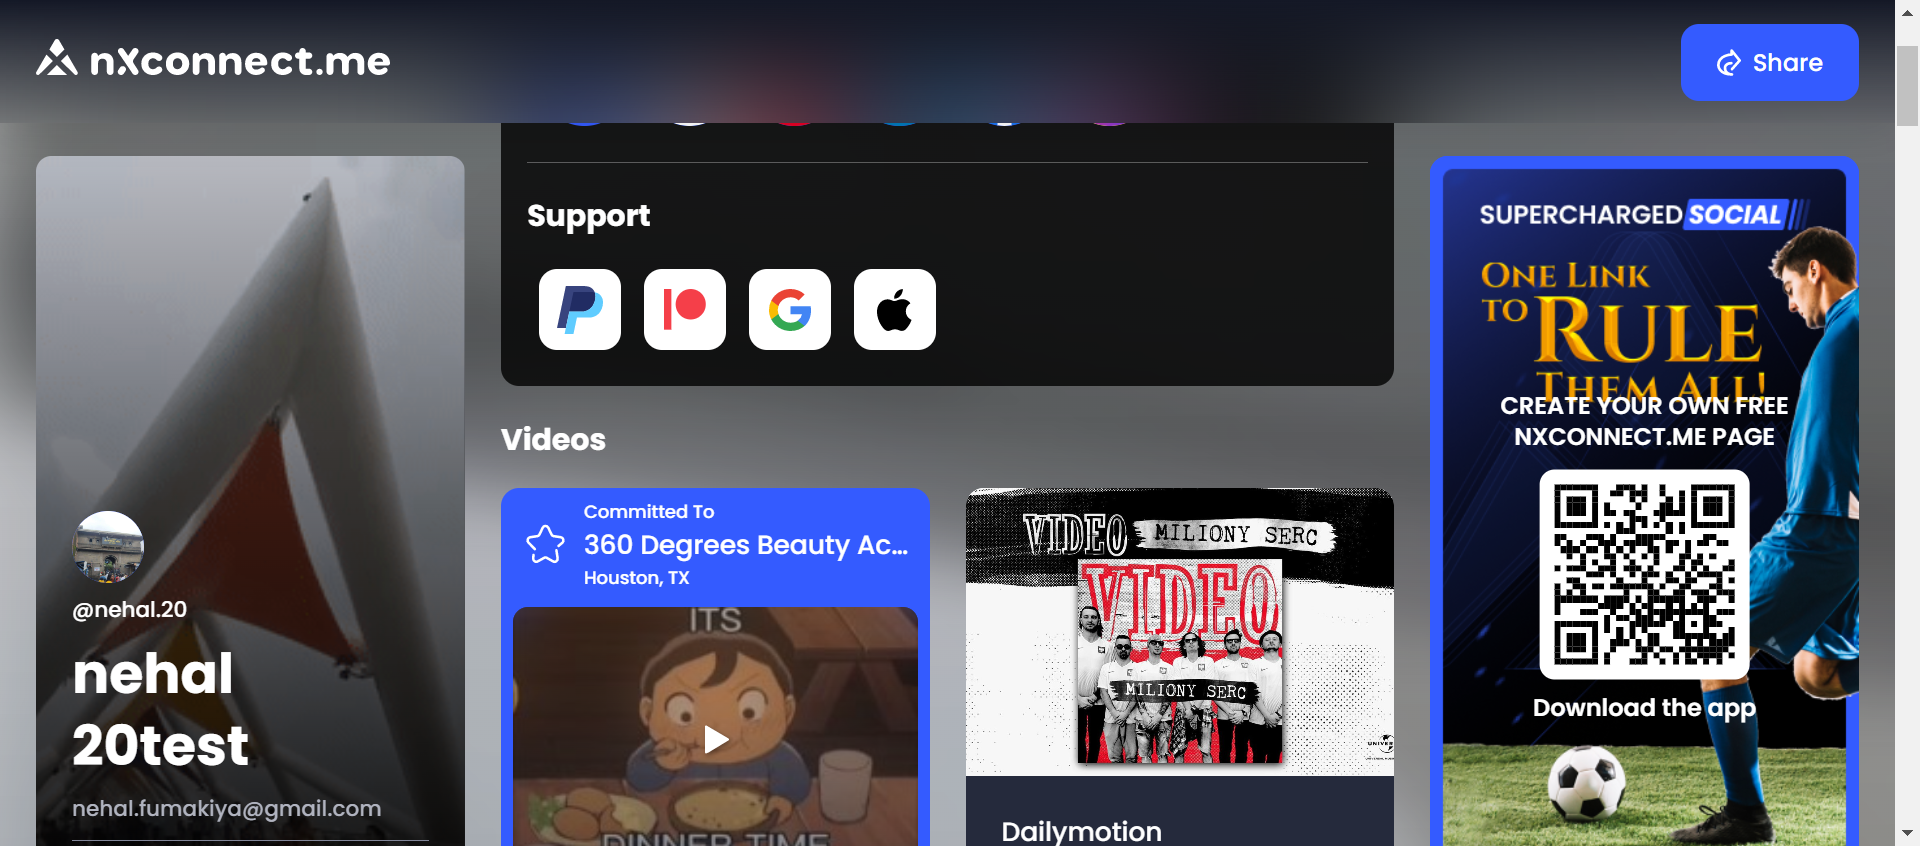 nXconnect.me
Share
@nehal.20
nehal
20test
nehal.fumakiya@gmail.com
Support
Videos
Committed To
360 Degrees Beauty Ac...
Houston, TX
ITS
DINNER TIME
VIDEO MILIONY SERC
VIDEO
MILIONY SERC
Dailymotion
SUPERCHARGED SOCIAL
ONE LINK
TO RULE
THEM ALL!
CREATE YOUR OWN FREE
NXCONNECT.ME PAGE
Download the app